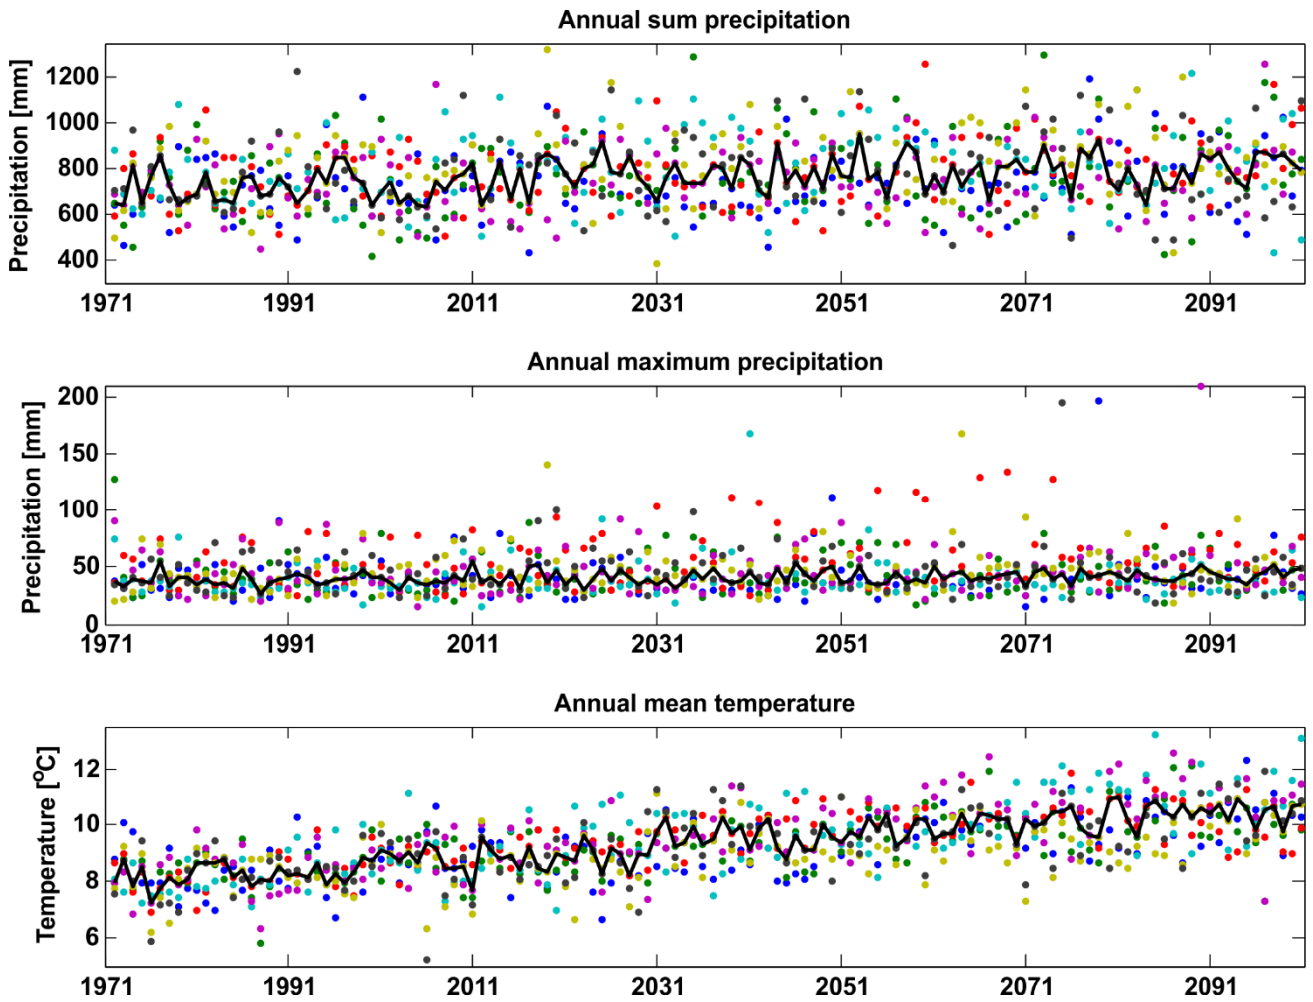 Annual sum precipitation
Precipitation [mm]
1200
1000
800
600
400
1971 1991 2011 2031 2051 2071 2091
Annual maximum precipitation
Precipitation [mm]
200
150
100
50
0
1971 1991 2011 2031 2051 2071 2091
Annual mean temperature
Temperature [°C]
12
10
8
6
1971 1991 2011 2031 2051 2071 2091